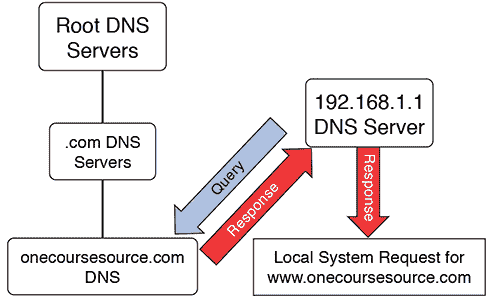 Root DNS
Servers
.com DNS
Servers
onecoursesource.com
DNS
Query
Response
192.168.1.1
DNS Server
Response
Local System Request for
www.onecoursesource.com